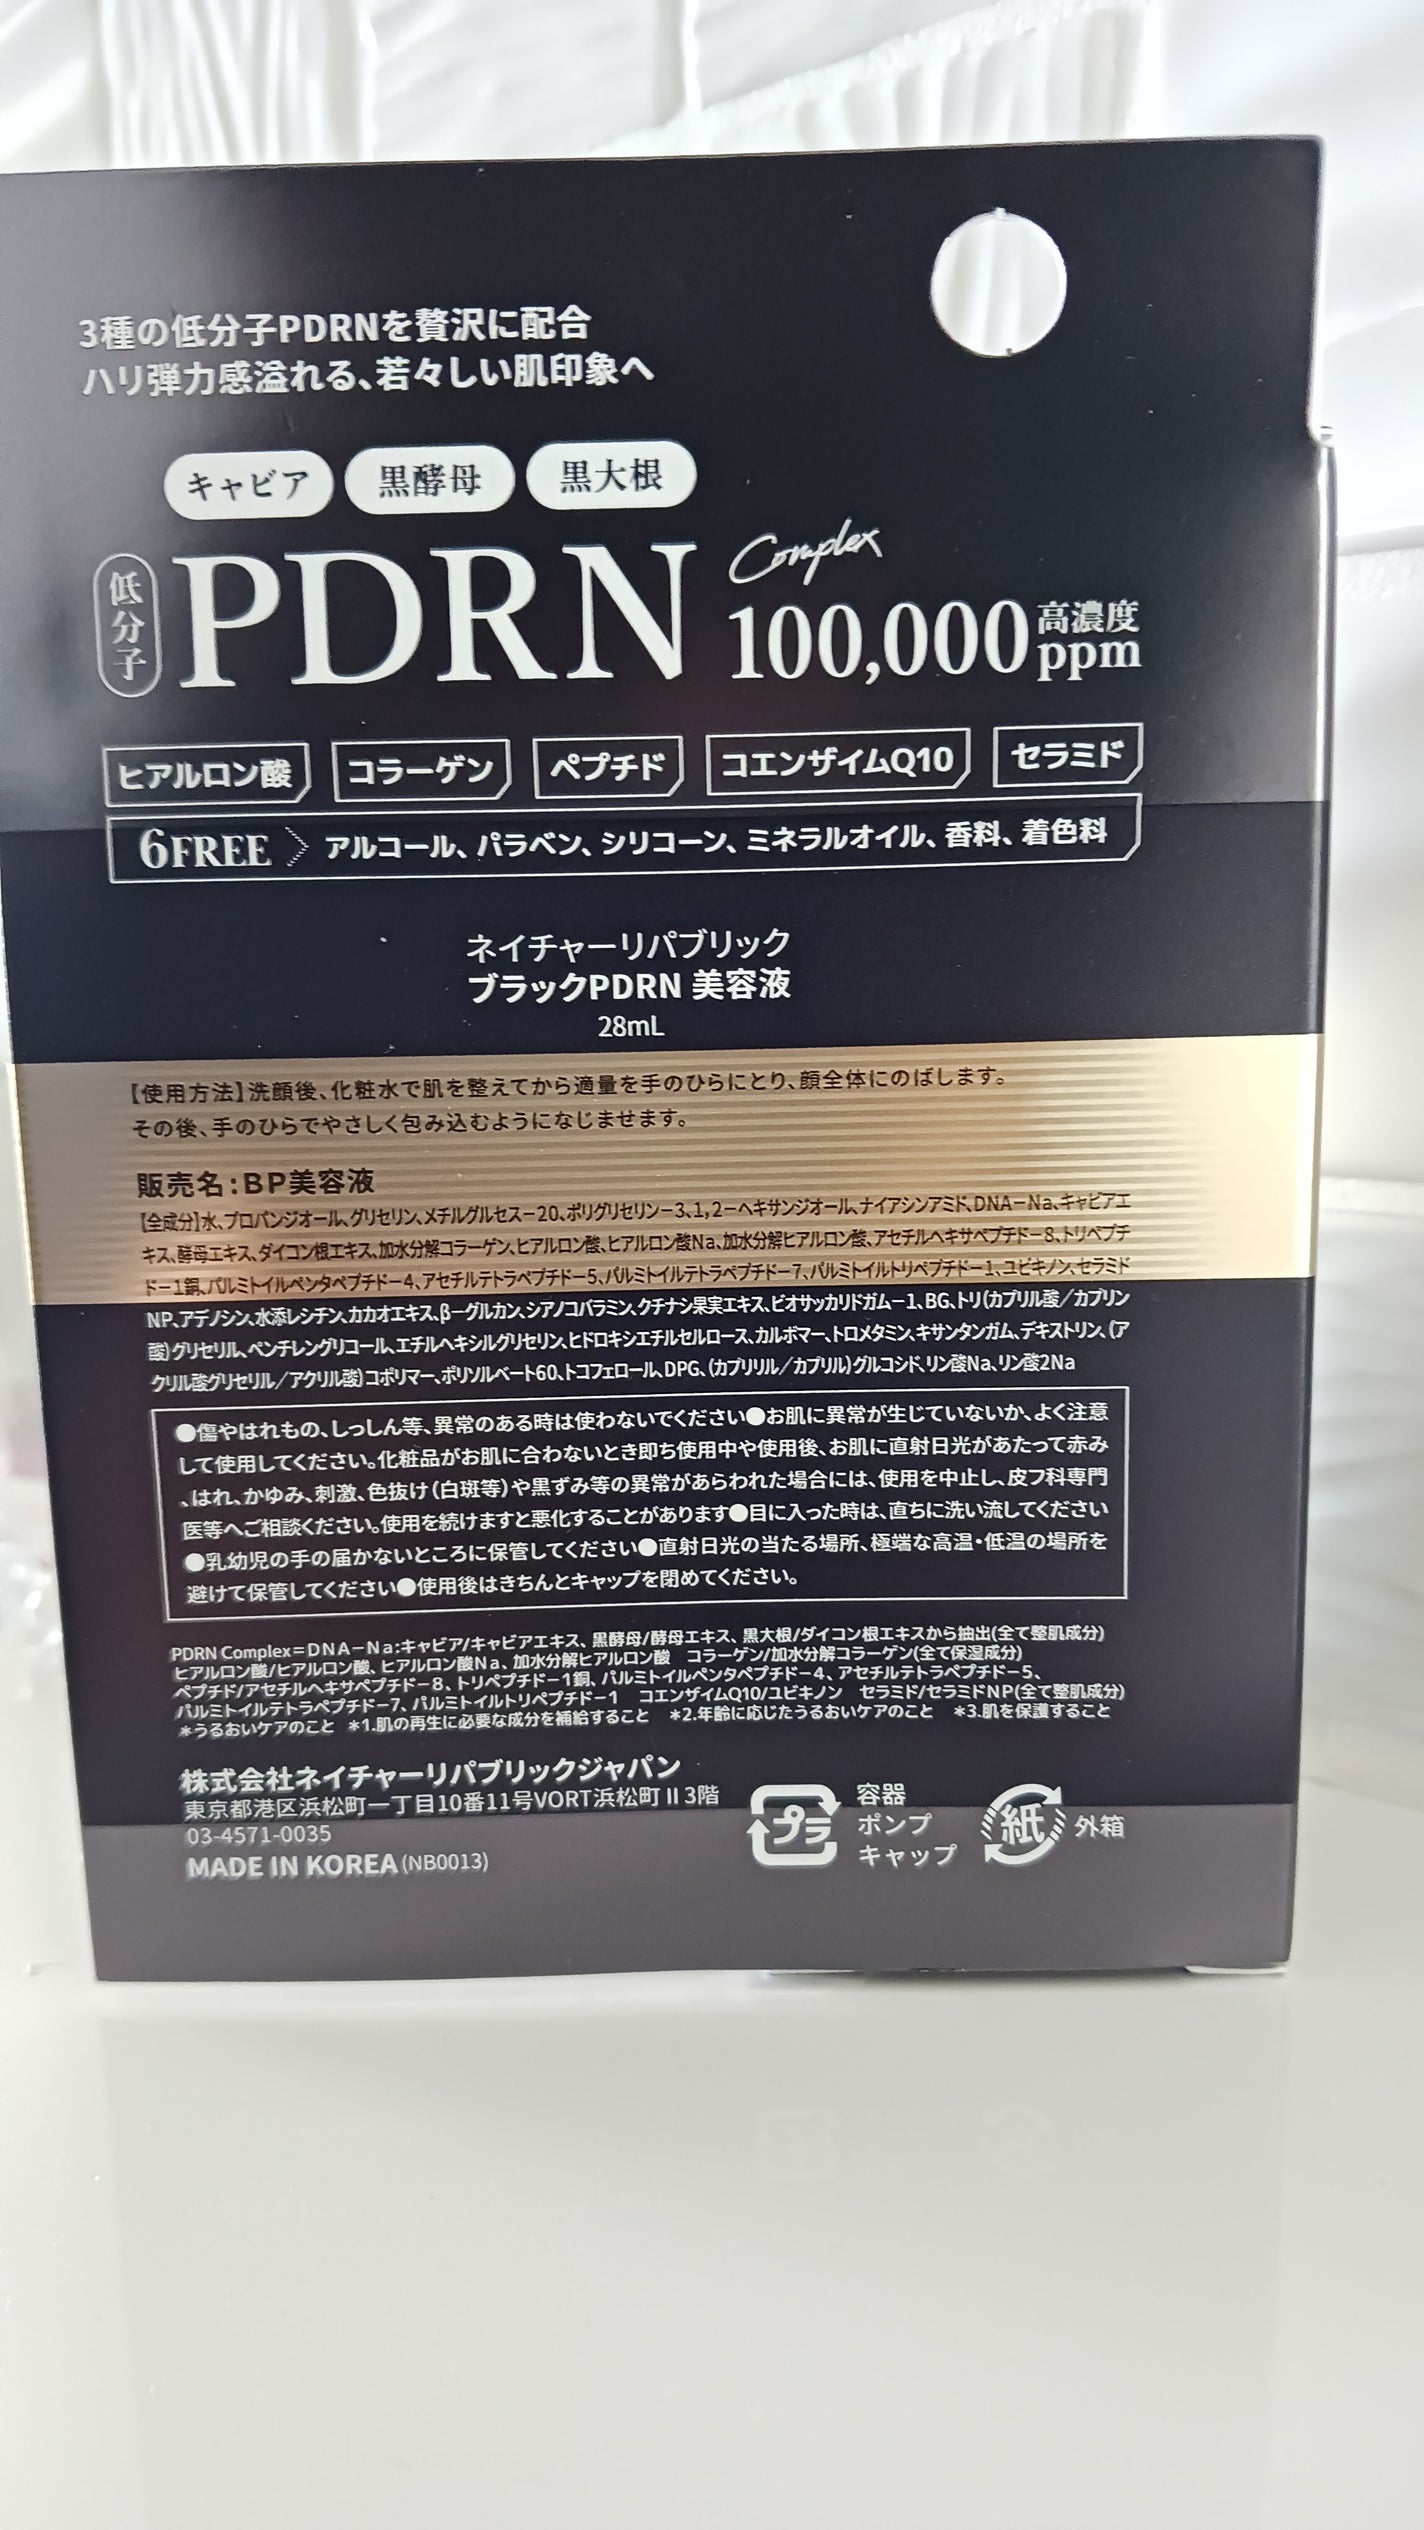 3種の低分子PDRNを贅沢に配合
ハリ弾力感溢れる、若々しい肌印象へ
キャビア 黒酵母 黒大根
低分子 PDRN Complex 100,000 高濃度 ppm
ヒアルロン酸 コラーゲン ペプチド コエンザイムQ10 セラミド
6FREE アルコール、パラベン、シリコーン、ミネラルオイル、香料、着色料
ネイチャーリパブリック
ブラックPDRN 美容液
28mL
【使用方法】洗顔後、化粧水で肌を整えてから適量を手のひらにとり、顔全体にのばします。
その後、手のひらでやさしく包み込むようになじませます。
販売名:BP美容液
【全成分】水、プロパンジオール、グリセリン、メチルグルセス-20、ポリグリセリン-3、1,2-ヘキサンジオール、ナイアシンアミド、DNA-Na、キャビアエ
キス、酵母エキス、ダイコン根エキス、加水分解コラーゲン、ヒアルロン酸、ヒアルロン酸Na、加水分解ヒアルロン酸、アセチルヘキサペプチド-8、トリペプチ
ド-1銅、パルミトイルペンタペプチド-4、アセチルテトラペプチド-5、パルミトイルテトラペプチド-7、パルミトイルトリペプチド-1、ユビキノン、セラミド
NP、アデノシン、水添レシチン、カカオエキス、β-グルカン、シアノコバラミン、クチナシ果実エキス、ビオサッカリドガム-1、BG、トリ(カプリル酸/カプリン
酸)グリセリル、ペンチレングリコール、エチルヘキシルグリセリン、ヒドロキシエチルセルロース、カルボマー、トロメタミン、キサンタンガム、デキストリン、(ア
クリル酸グリセリル/アクリル酸)コポリマー、ポリソルベート60、トコフェロール、DPG、(カプリリル/カプリル)グルコシド、リン酸Na、リン酸2Na
●傷やはれもの、しっしん等、異常のある時は使わないでください●お肌に異常が生じていないか、よく注意
して使用してください。化粧品がお肌に合わないとき即ち使用中や使用後、お肌に直射日光があたって赤み
、はれ、かゆみ、刺激、色抜け(白斑等)や黒ずみ等の異常があらわれた場合には、使用を中止し、皮フ科専門
医等へご相談ください。使用を続けますと悪化することがあります●目に入った時は、直ちに洗い流してください
●乳幼児の手の届かないところに保管してください●直射日光の当たる場所、極端な高温・低温の場所を
避けて保管してください●使用後はきちんとキャップを閉めてください。
PDRN Complex=DNA-Na:キャビア/キャビアエキス、黒酵母/酵母エキス、黒大根/ダイコン根エキスから抽出(全て整肌成分)
ヒアルロン酸/ヒアルロン酸、ヒアルロン酸Na、加水分解ヒアルロン酸 コラーゲン/加水分解コラーゲン(全て保湿成分)
ペプチド/アセチルヘキサペプチド-8、トリペプチド-1銅、パルミトイルペンタペプチド-4、アセチルテトラペプチド-5、
パルミトイルテトラペプチド-7、パルミトイルトリペプチド-1 コエンザイムQ10/ユビキノン セラミド/セラミドNP(全て整肌成分)
*うるおいケアのこと *1.肌の再生に必要な成分を補給すること *2.年齢に応じたうるおいケアのこと *3.肌を保護すること
株式会社ネイチャーリパブリックジャパン
東京都港区浜松町一丁目10番11号VORT浜松町Ⅱ3階
03-4571-0035
MADE IN KOREA (NB0013)
プラ 容器
ポンプ
キャップ
紙 外箱